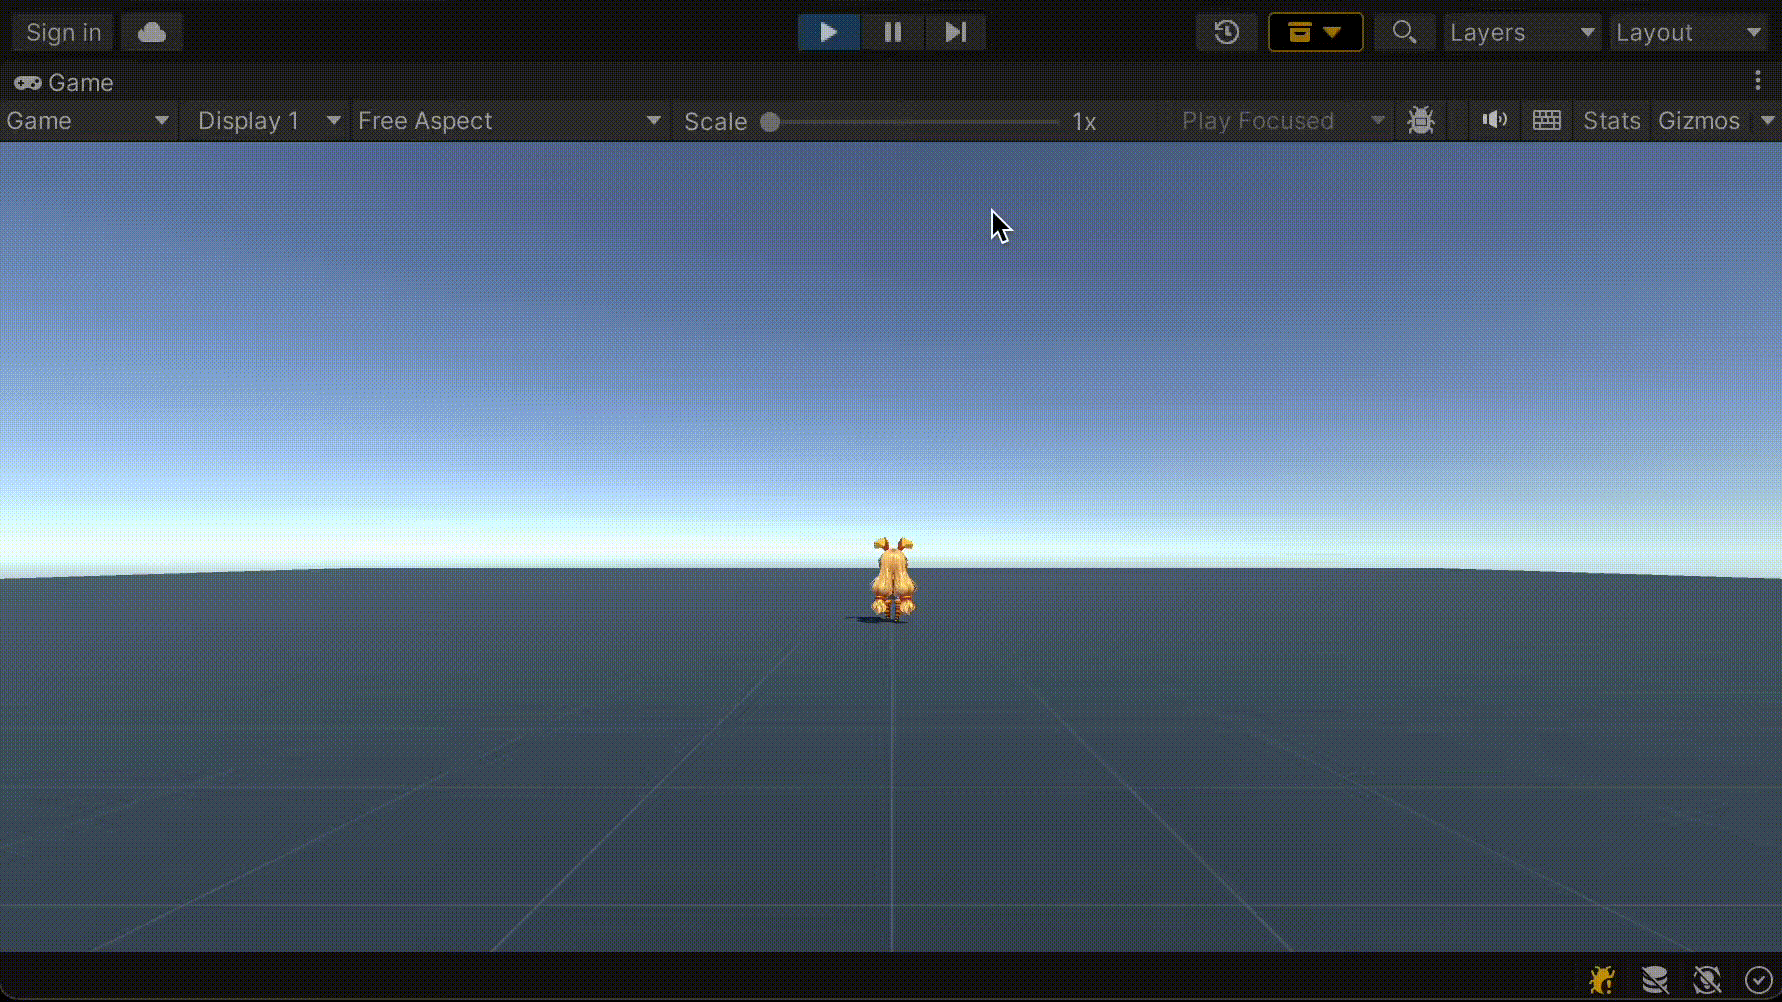 Sign in Layers Layout
Game
Game Display 1 Free Aspect Scale 1x Play Focused Stats Gizmos